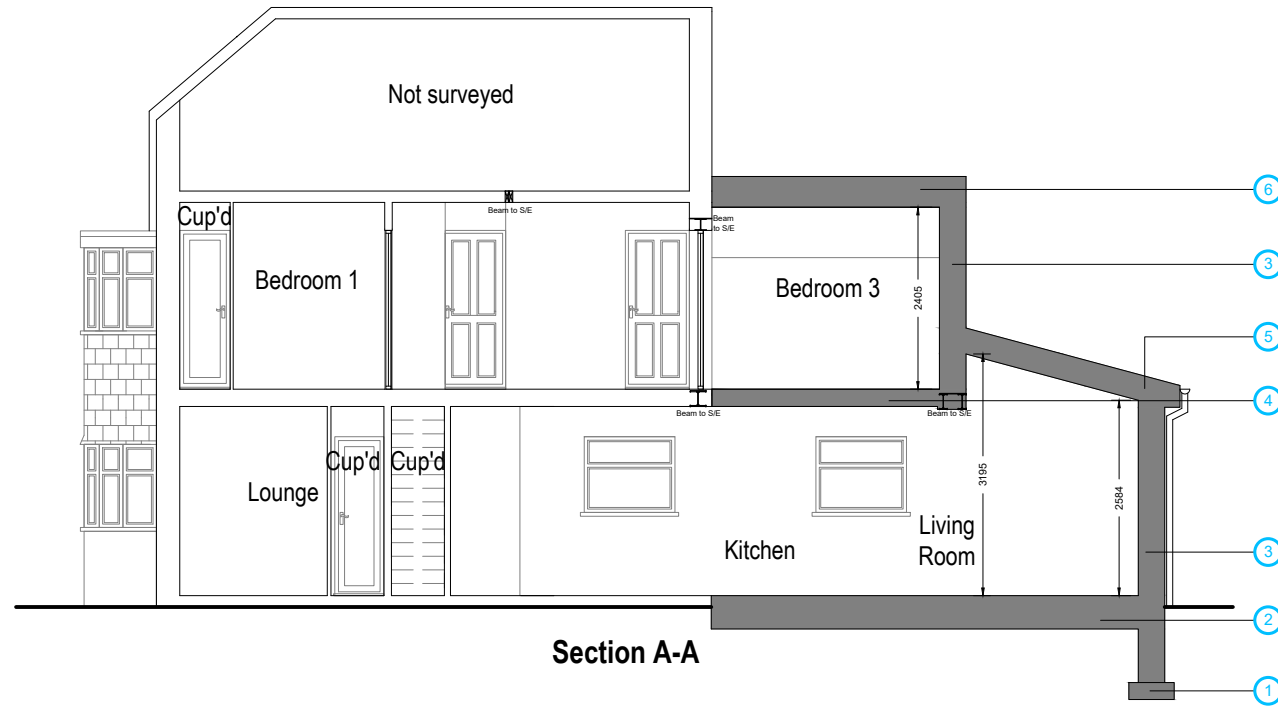 Not surveyed
6
Cup'd
Beam to S/E
Beam
to S/E
3
Bedroom 1
Bedroom 3
2405
5
4
Beam to S/E
Beam to S/E
Cup'd
Cup'd
Lounge
3195
2584
Living
Room
Kitchen
3
2
Section A-A
1